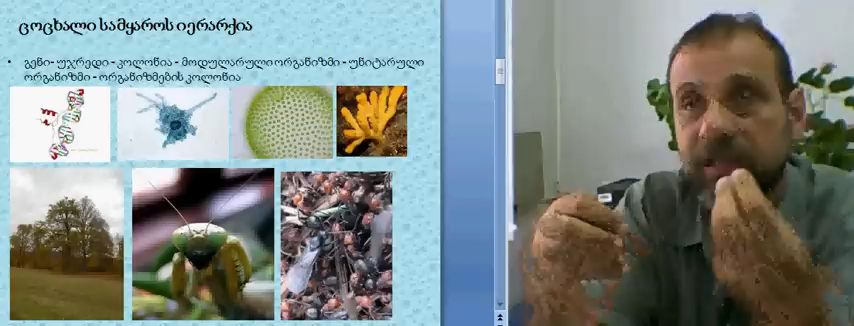 ცოცხალი სამყაროს იერარქია
• გენი- უჯრედი - კოლონია - მოდულარული ორგანიზმი - უნიტარული
ორგანიზმი - ორგანიზმების კოლონია